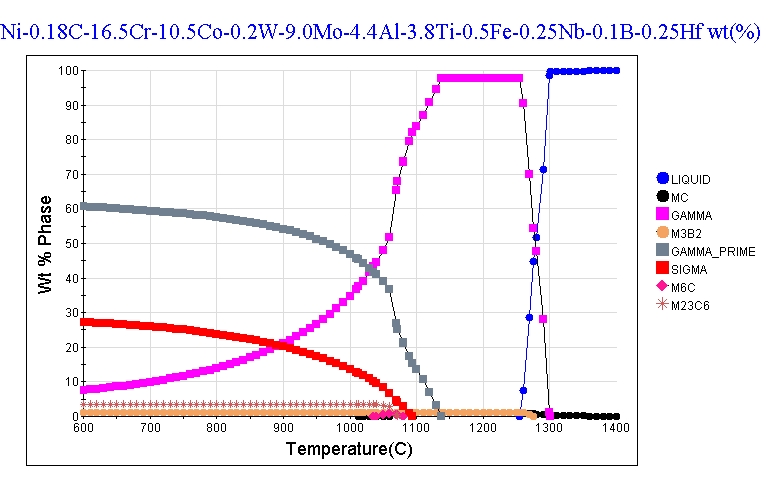 Ni-0.18C-16.5Cr-10.5Co-0.2W-9.0Mo-4.4Al-3.8Ti-0.5Fe-0.25Nb-0.1B-0.25Hf wt(%)
100
90
80
70
60
50
40
30
20
10
0
Wt % Phase
600 700 800 900 1000 1100 1200 1300 1400
Temperature(C)
LIQUID
MC
GAMMA
M3B2
GAMMA_PRIME
SIGMA
M6C
M23C6